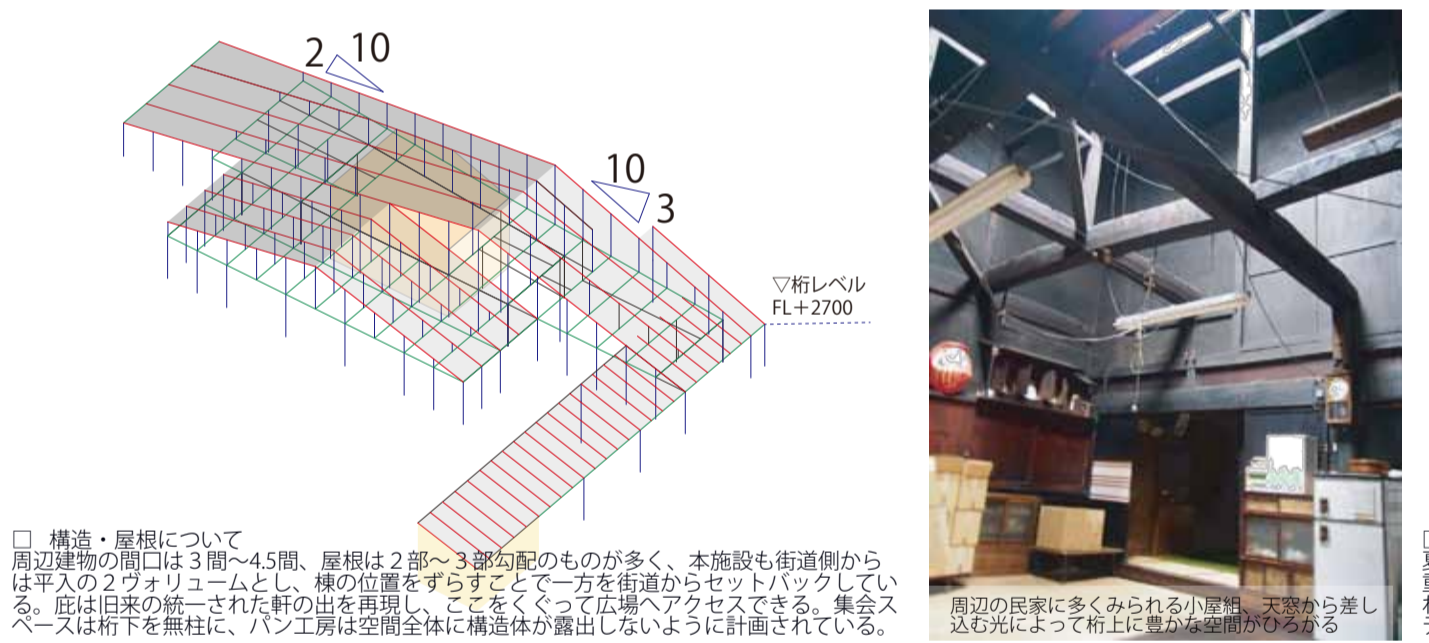 2 10
10
3
▽桁レベル
FL＋2700
□ 構造・屋根について
周辺建物の間口は３間～4.5間、屋根は２部～３部勾配のものが多く、本施設も街道側から
は平入の２ヴォリュームとし、棟の位置をずらすことで一方を街道からセットバックしてい
る。庇は旧来の統一された軒の出を再現し、ここをくぐって広場へアクセスできる。集会ス
ペースは桁下を無柱に、パン工房は空間全体に構造体が露出しないように計画されている。
周辺の民家に多くみられる小屋組、天窓から差し
込む光によって桁上に豊かな空間がひろがる